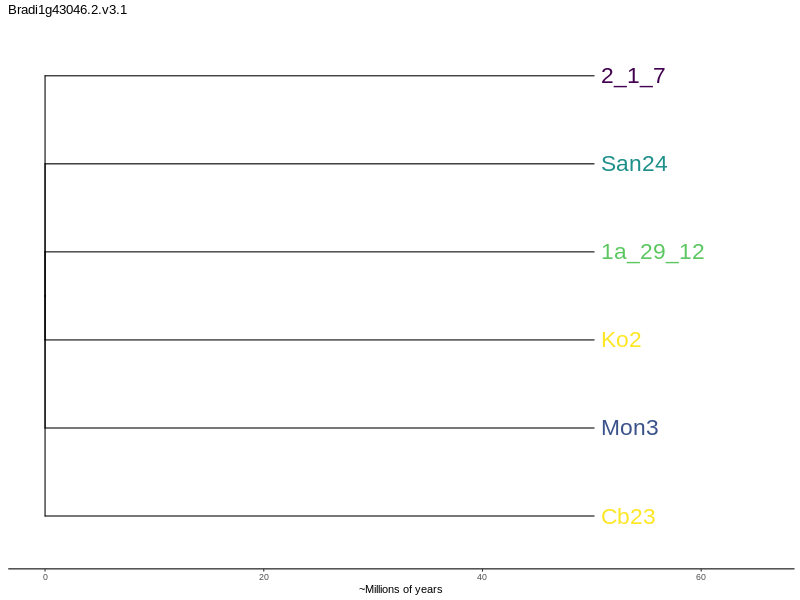 Bradi1g43046.2.v3.1
2_1_7
San24
1a_29_12
Ko2
Mon3
Cb23
0 20 40 60
~Millions of years